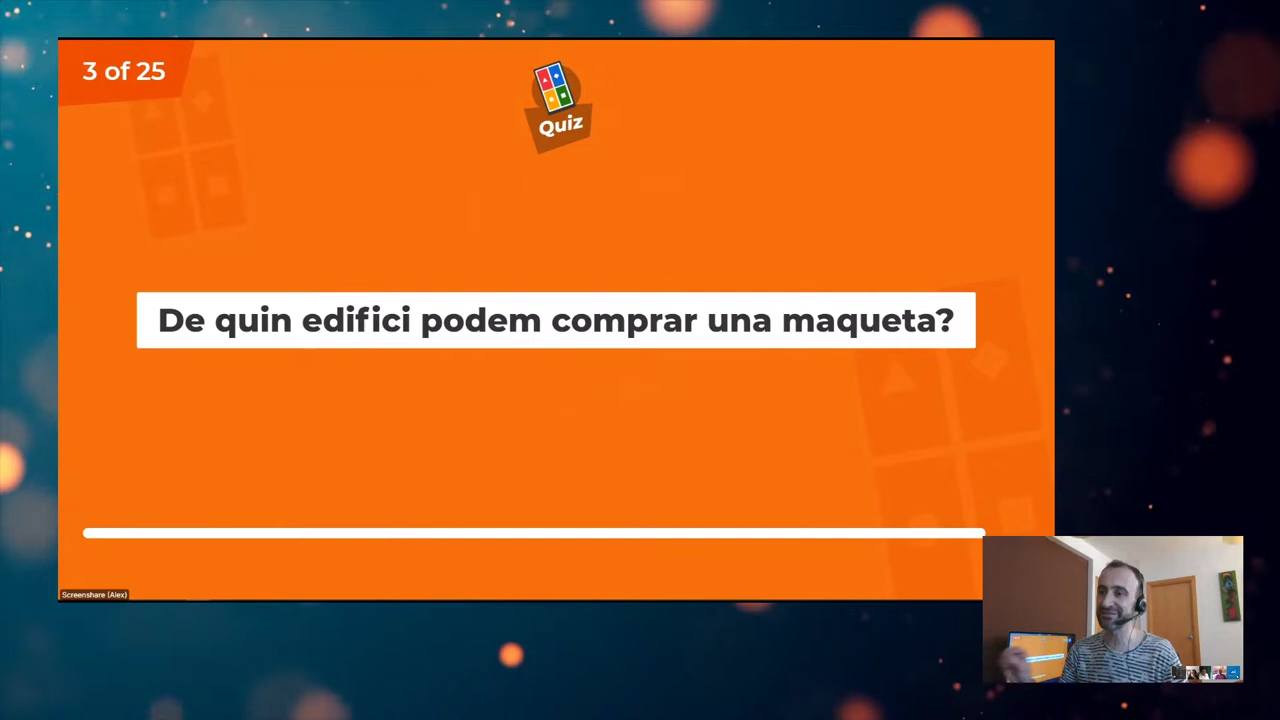 3 of 25
Quiz
De quin edifici podem comprar una maqueta?
Screenshare (Alex)